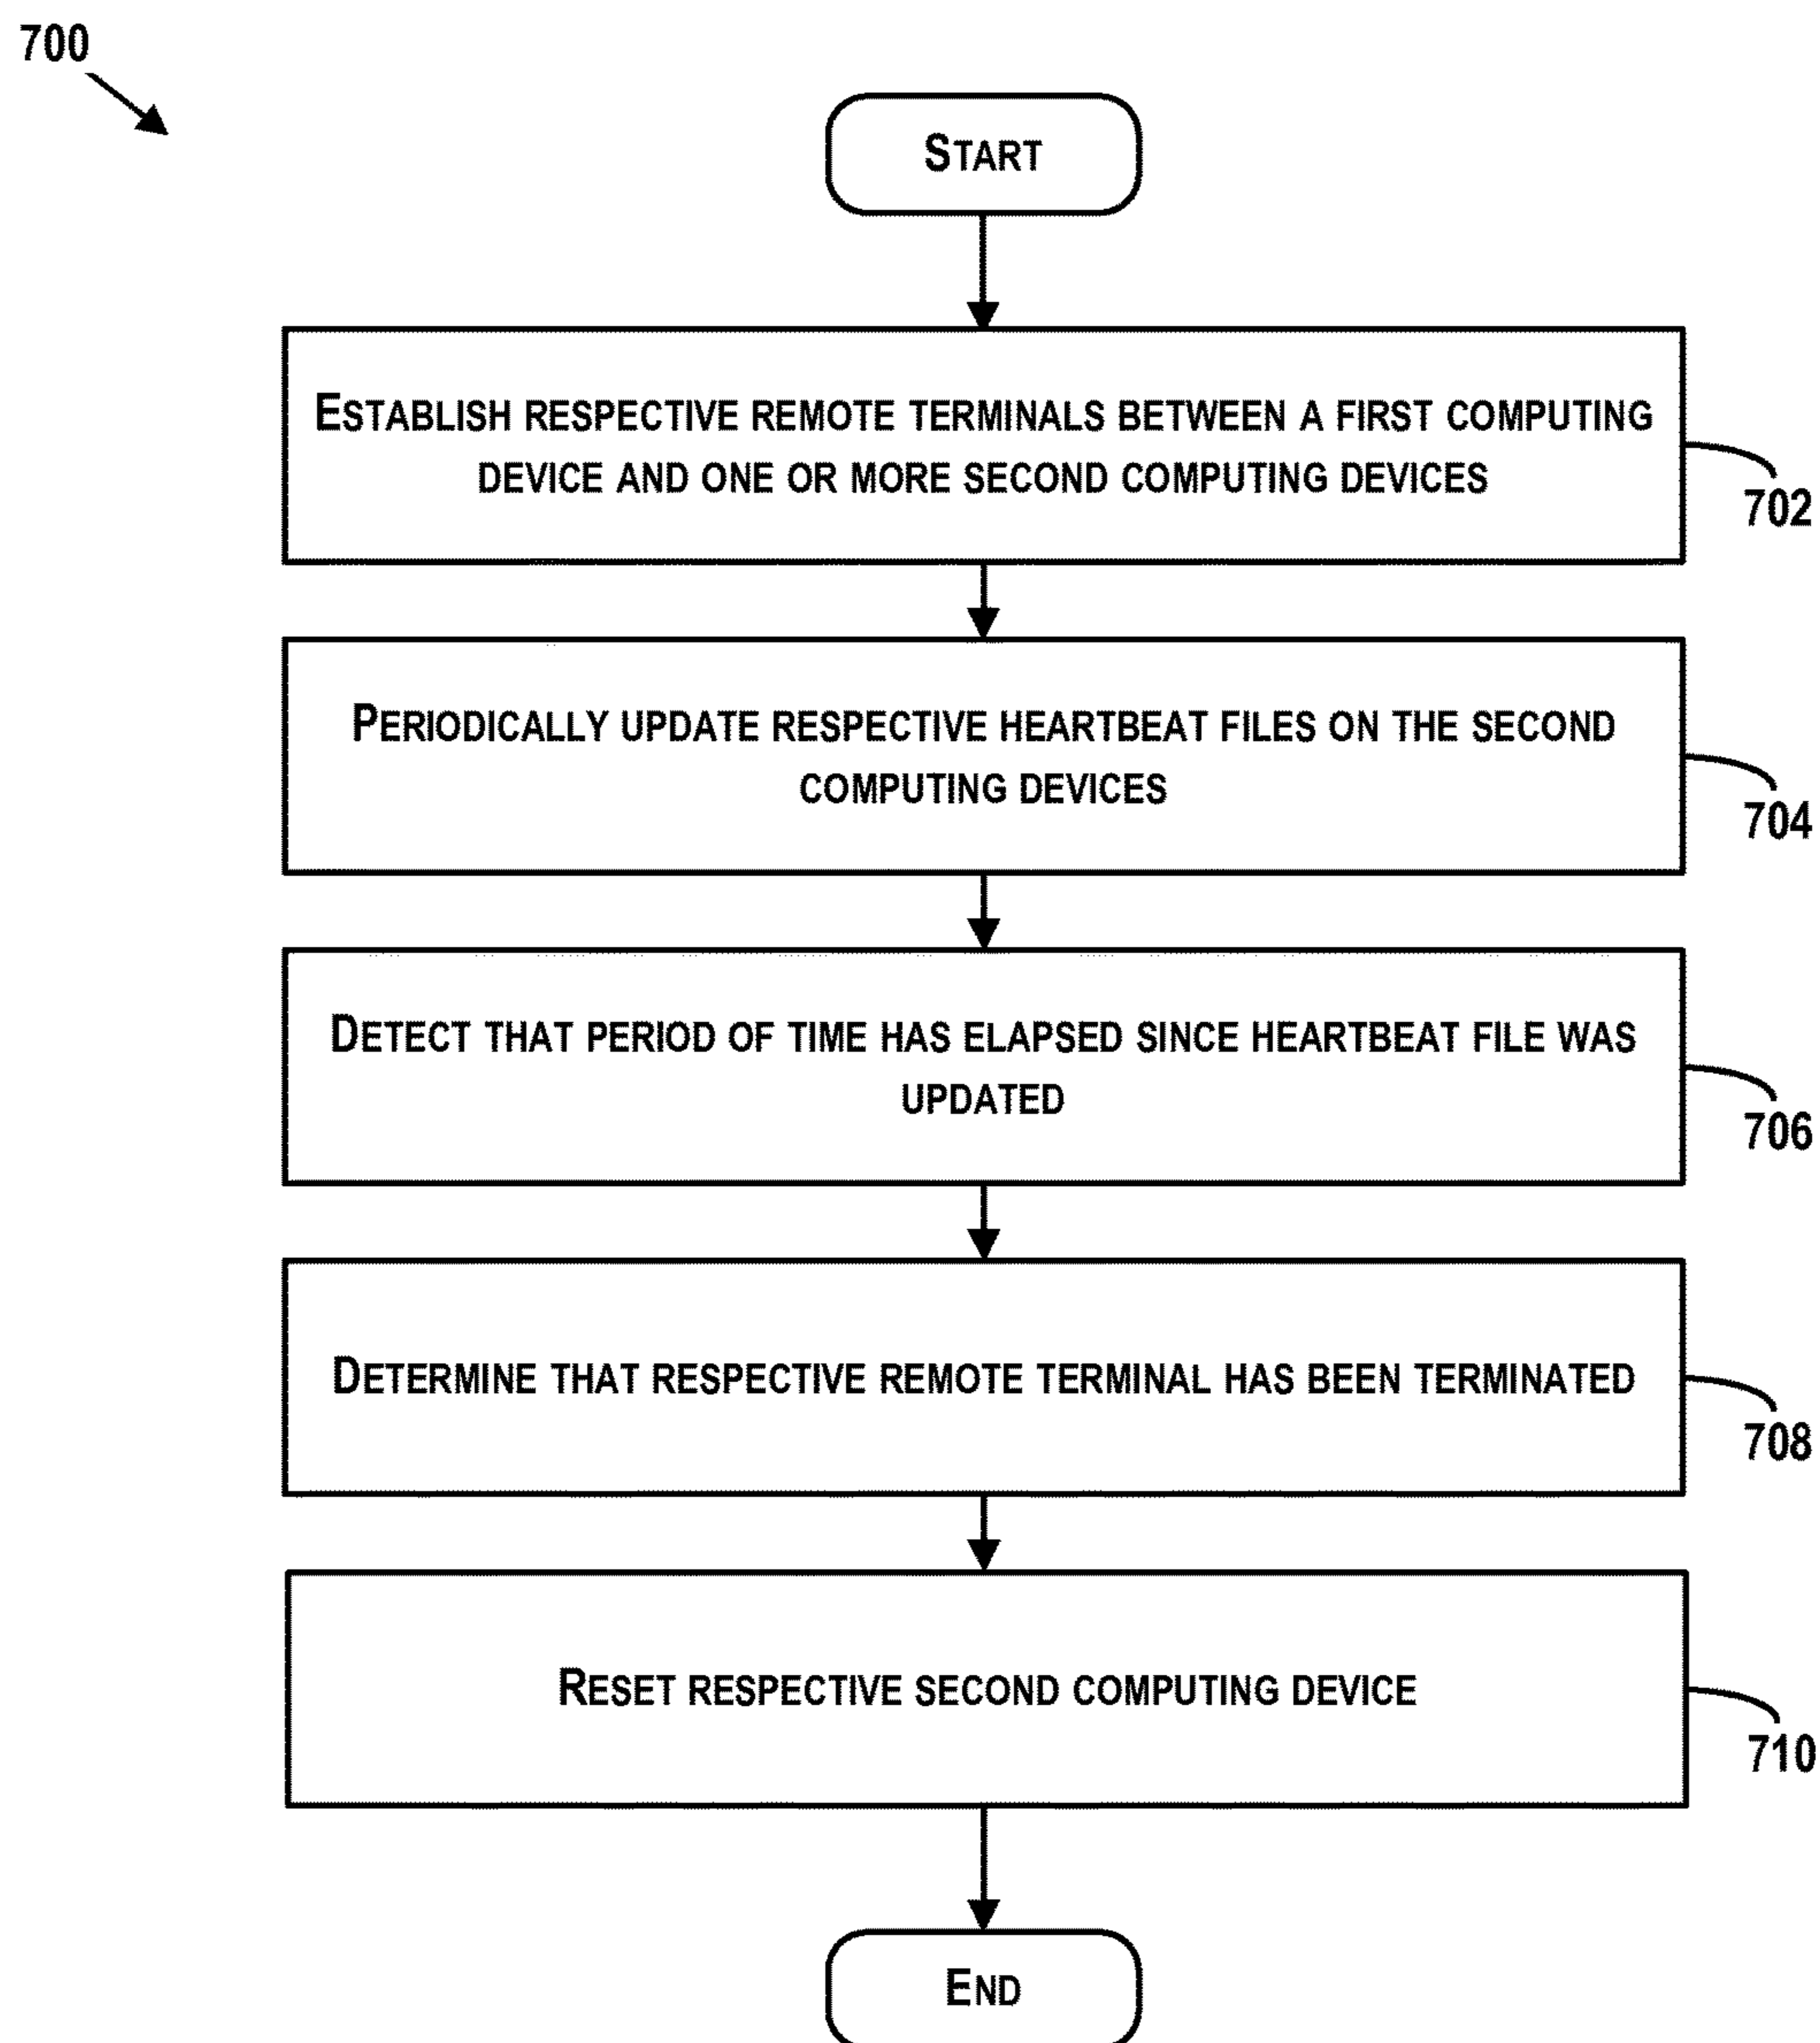 700
START
ESTABLISH RESPECTIVE REMOTE TERMINALS BETWEEN A FIRST COMPUTING
DEVICE AND ONE OR MORE SECOND COMPUTING DEVICES
702
PERIODICALLY UPDATE RESPECTIVE HEARTBEAT FILES ON THE SECOND
COMPUTING DEVICES
704
DETECT THAT PERIOD OF TIME HAS ELAPSED SINCE HEARTBEAT FILE WAS
UPDATED
706
DETERMINE THAT RESPECTIVE REMOTE TERMINAL HAS BEEN TERMINATED
708
RESET RESPECTIVE SECOND COMPUTING DEVICE
710
END